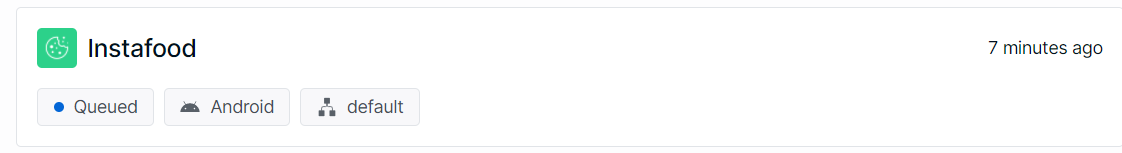 Instafood 7 minutes ago
Queued Android default